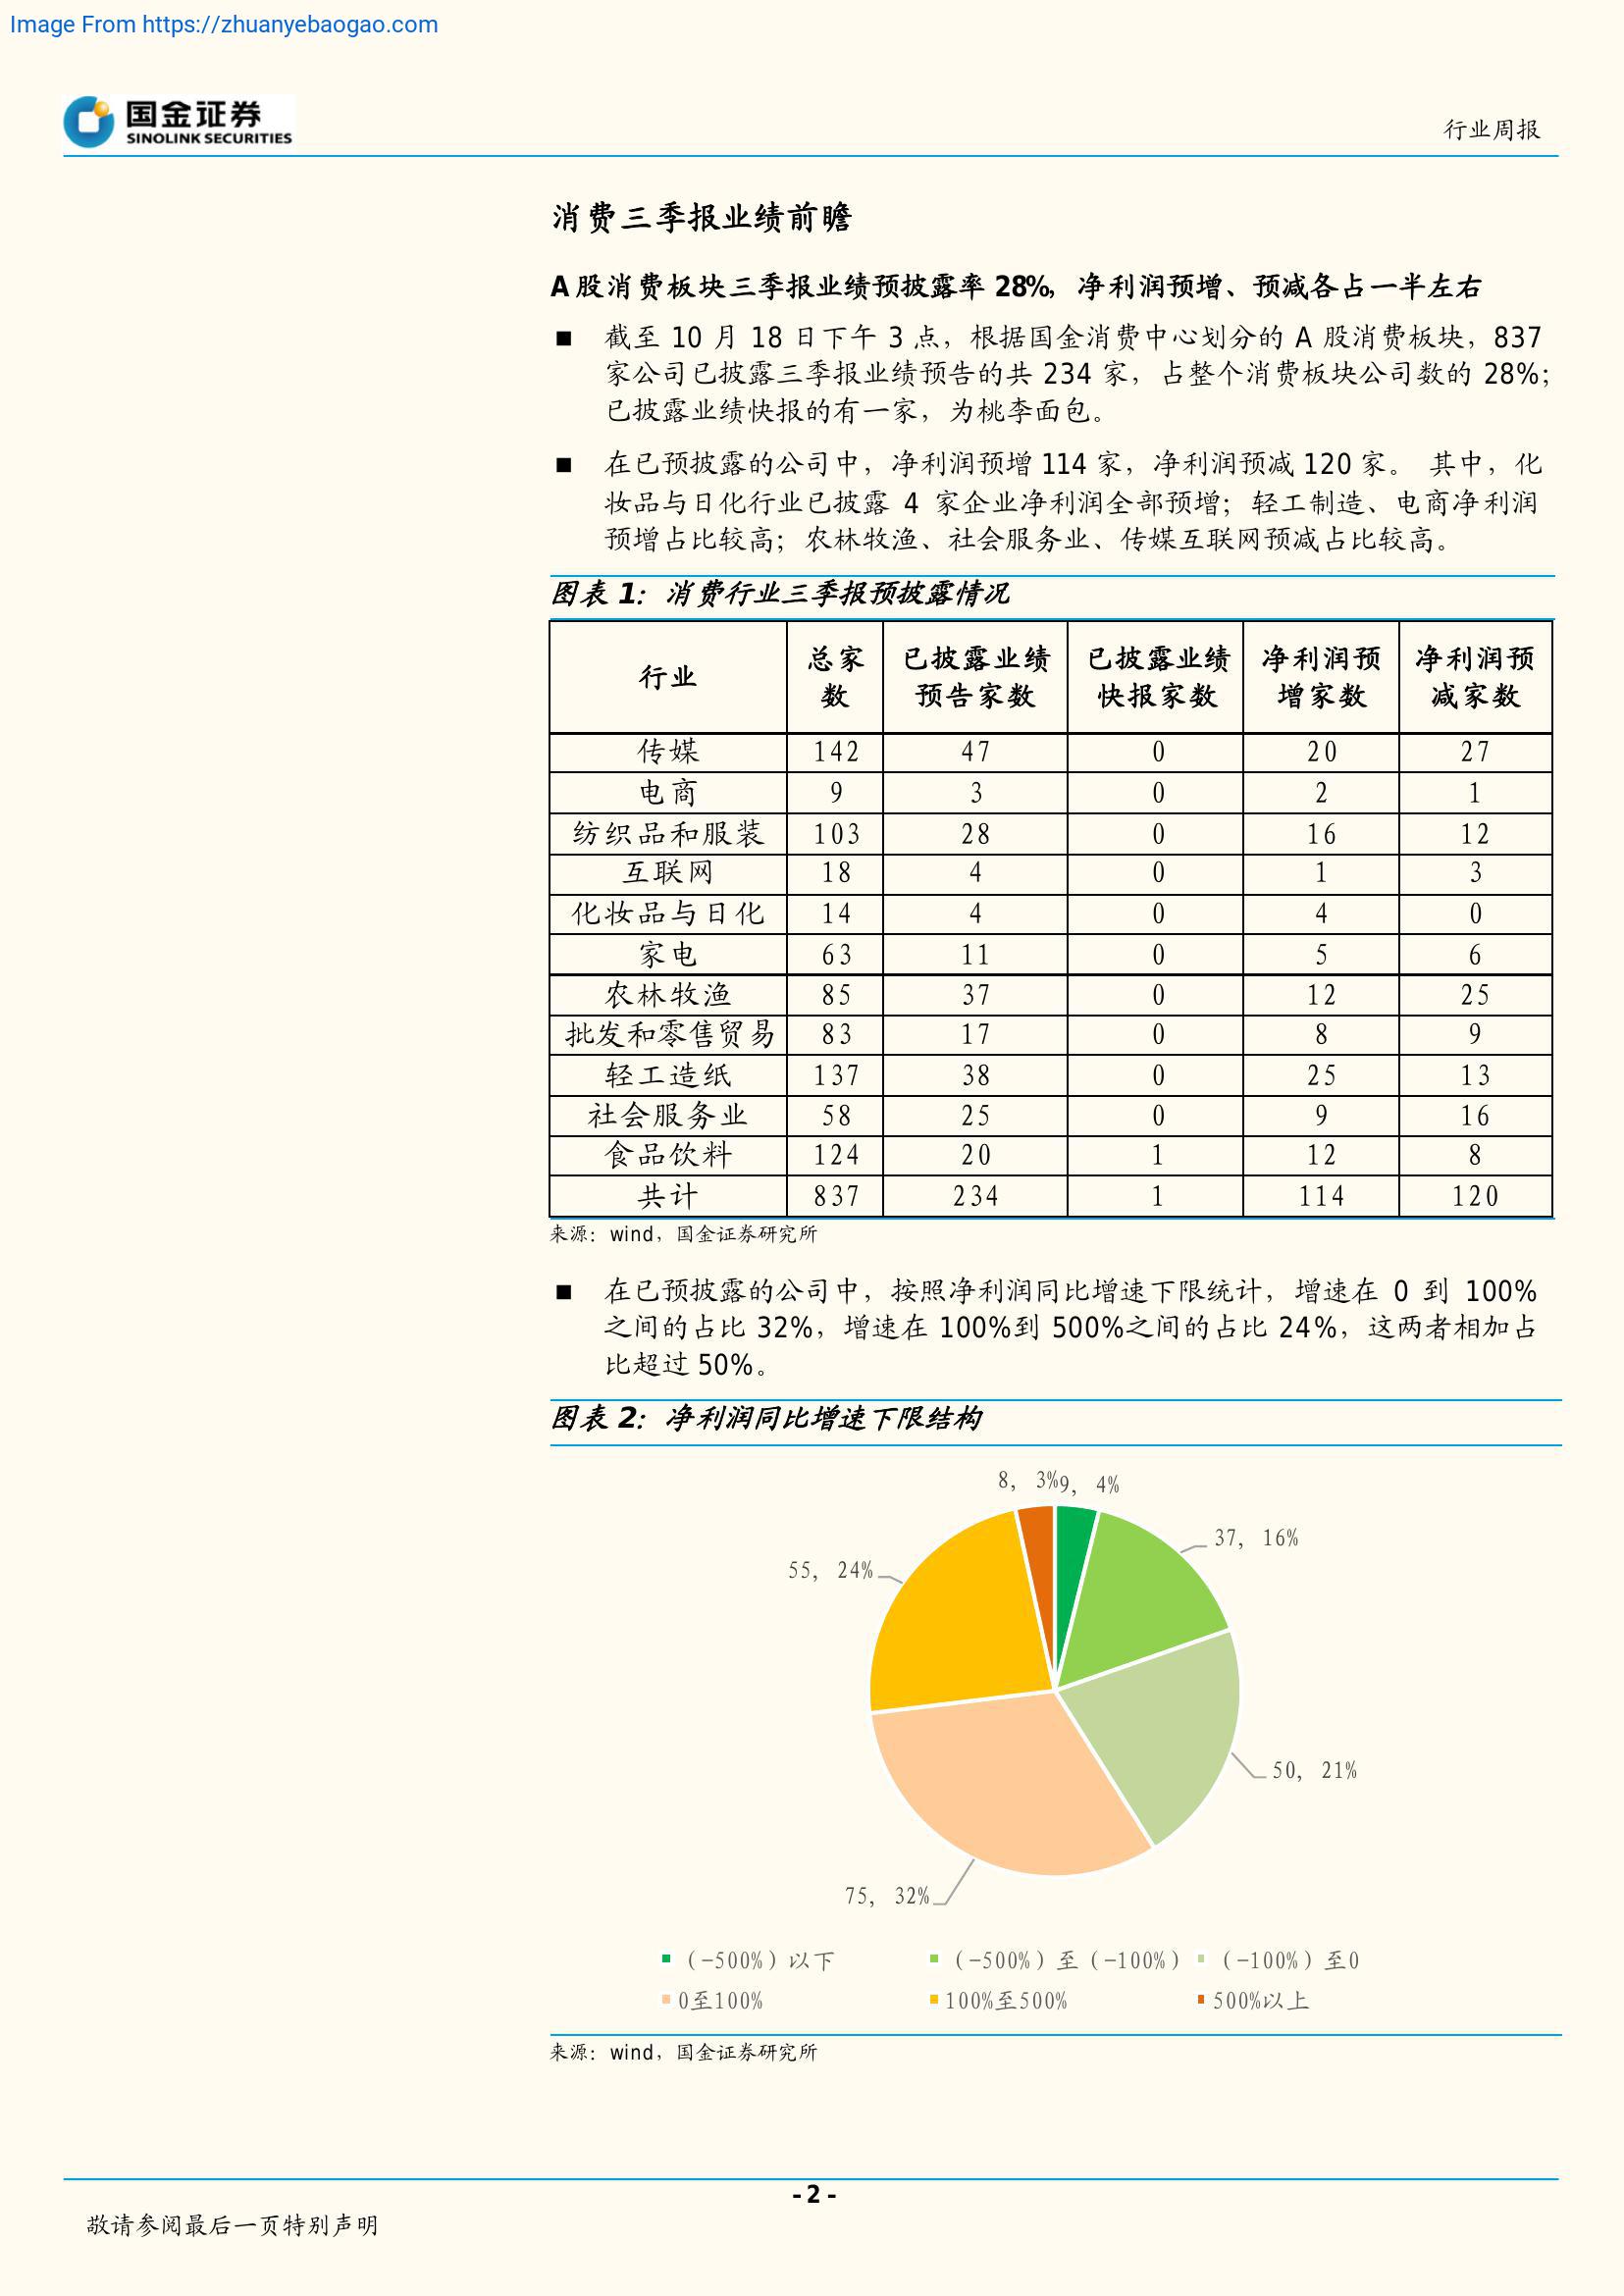 Image From https://zhuanyebaogao.com
国金证券
SINOLINK SECURITIES
行业周报
消费三季报业绩前瞻
A股消费板块三季报业绩预披露率 28%，净利润预增、预减各占一半左右
■ 截至 10 月 18 日下午 3 点，根据国金消费中心划分的 A 股消费板块，837
家公司已披露三季报业绩预告的共 234 家，占整个消费板块公司数的 28%；
已披露业绩快报的有一家，为桃李面包。
■ 在已预披露的公司中，净利润预增 114 家，净利润预减 120 家。 其中，化
妆品与日化行业已披露 4 家企业净利润全部预增；轻工制造、电商净利润
预增占比较高；农林牧渔、社会服务业、传媒互联网预减占比较高。
图表 1：消费行业三季报预披露情况
行业 总家数 已披露业绩预告家数 已披露业绩快报家数 净利润预增家数 净利润预减家数
传媒 142 47 0 20 27
电商 9 3 0 2 1
纺织品和服装 103 28 0 16 12
互联网 18 4 0 1 3
化妆品与日化 14 4 0 4 0
家电 63 11 0 5 6
农林牧渔 85 37 0 12 25
批发和零售贸易 83 17 0 8 9
轻工造纸 137 38 0 25 13
社会服务业 58 25 0 9 16
食品饮料 124 20 1 12 8
共计 837 234 1 114 120
来源：wind，国金证券研究所
■ 在已预披露的公司中，按照净利润同比增速下限统计，增速在 0 到 100%
之间的占比 32%，增速在 100%到 500%之间的占比 24%，这两者相加占
比超过 50%。
图表 2：净利润同比增速下限结构
8, 3%
9, 4%
37, 16%
55, 24%
50, 21%
75, 32%
（-500%）以下 （-500%）至（-100%） （-100%）至0
0至100% 100%至500% 500%以上
来源：wind，国金证券研究所
- 2 -
敬请参阅最后一页特别声明